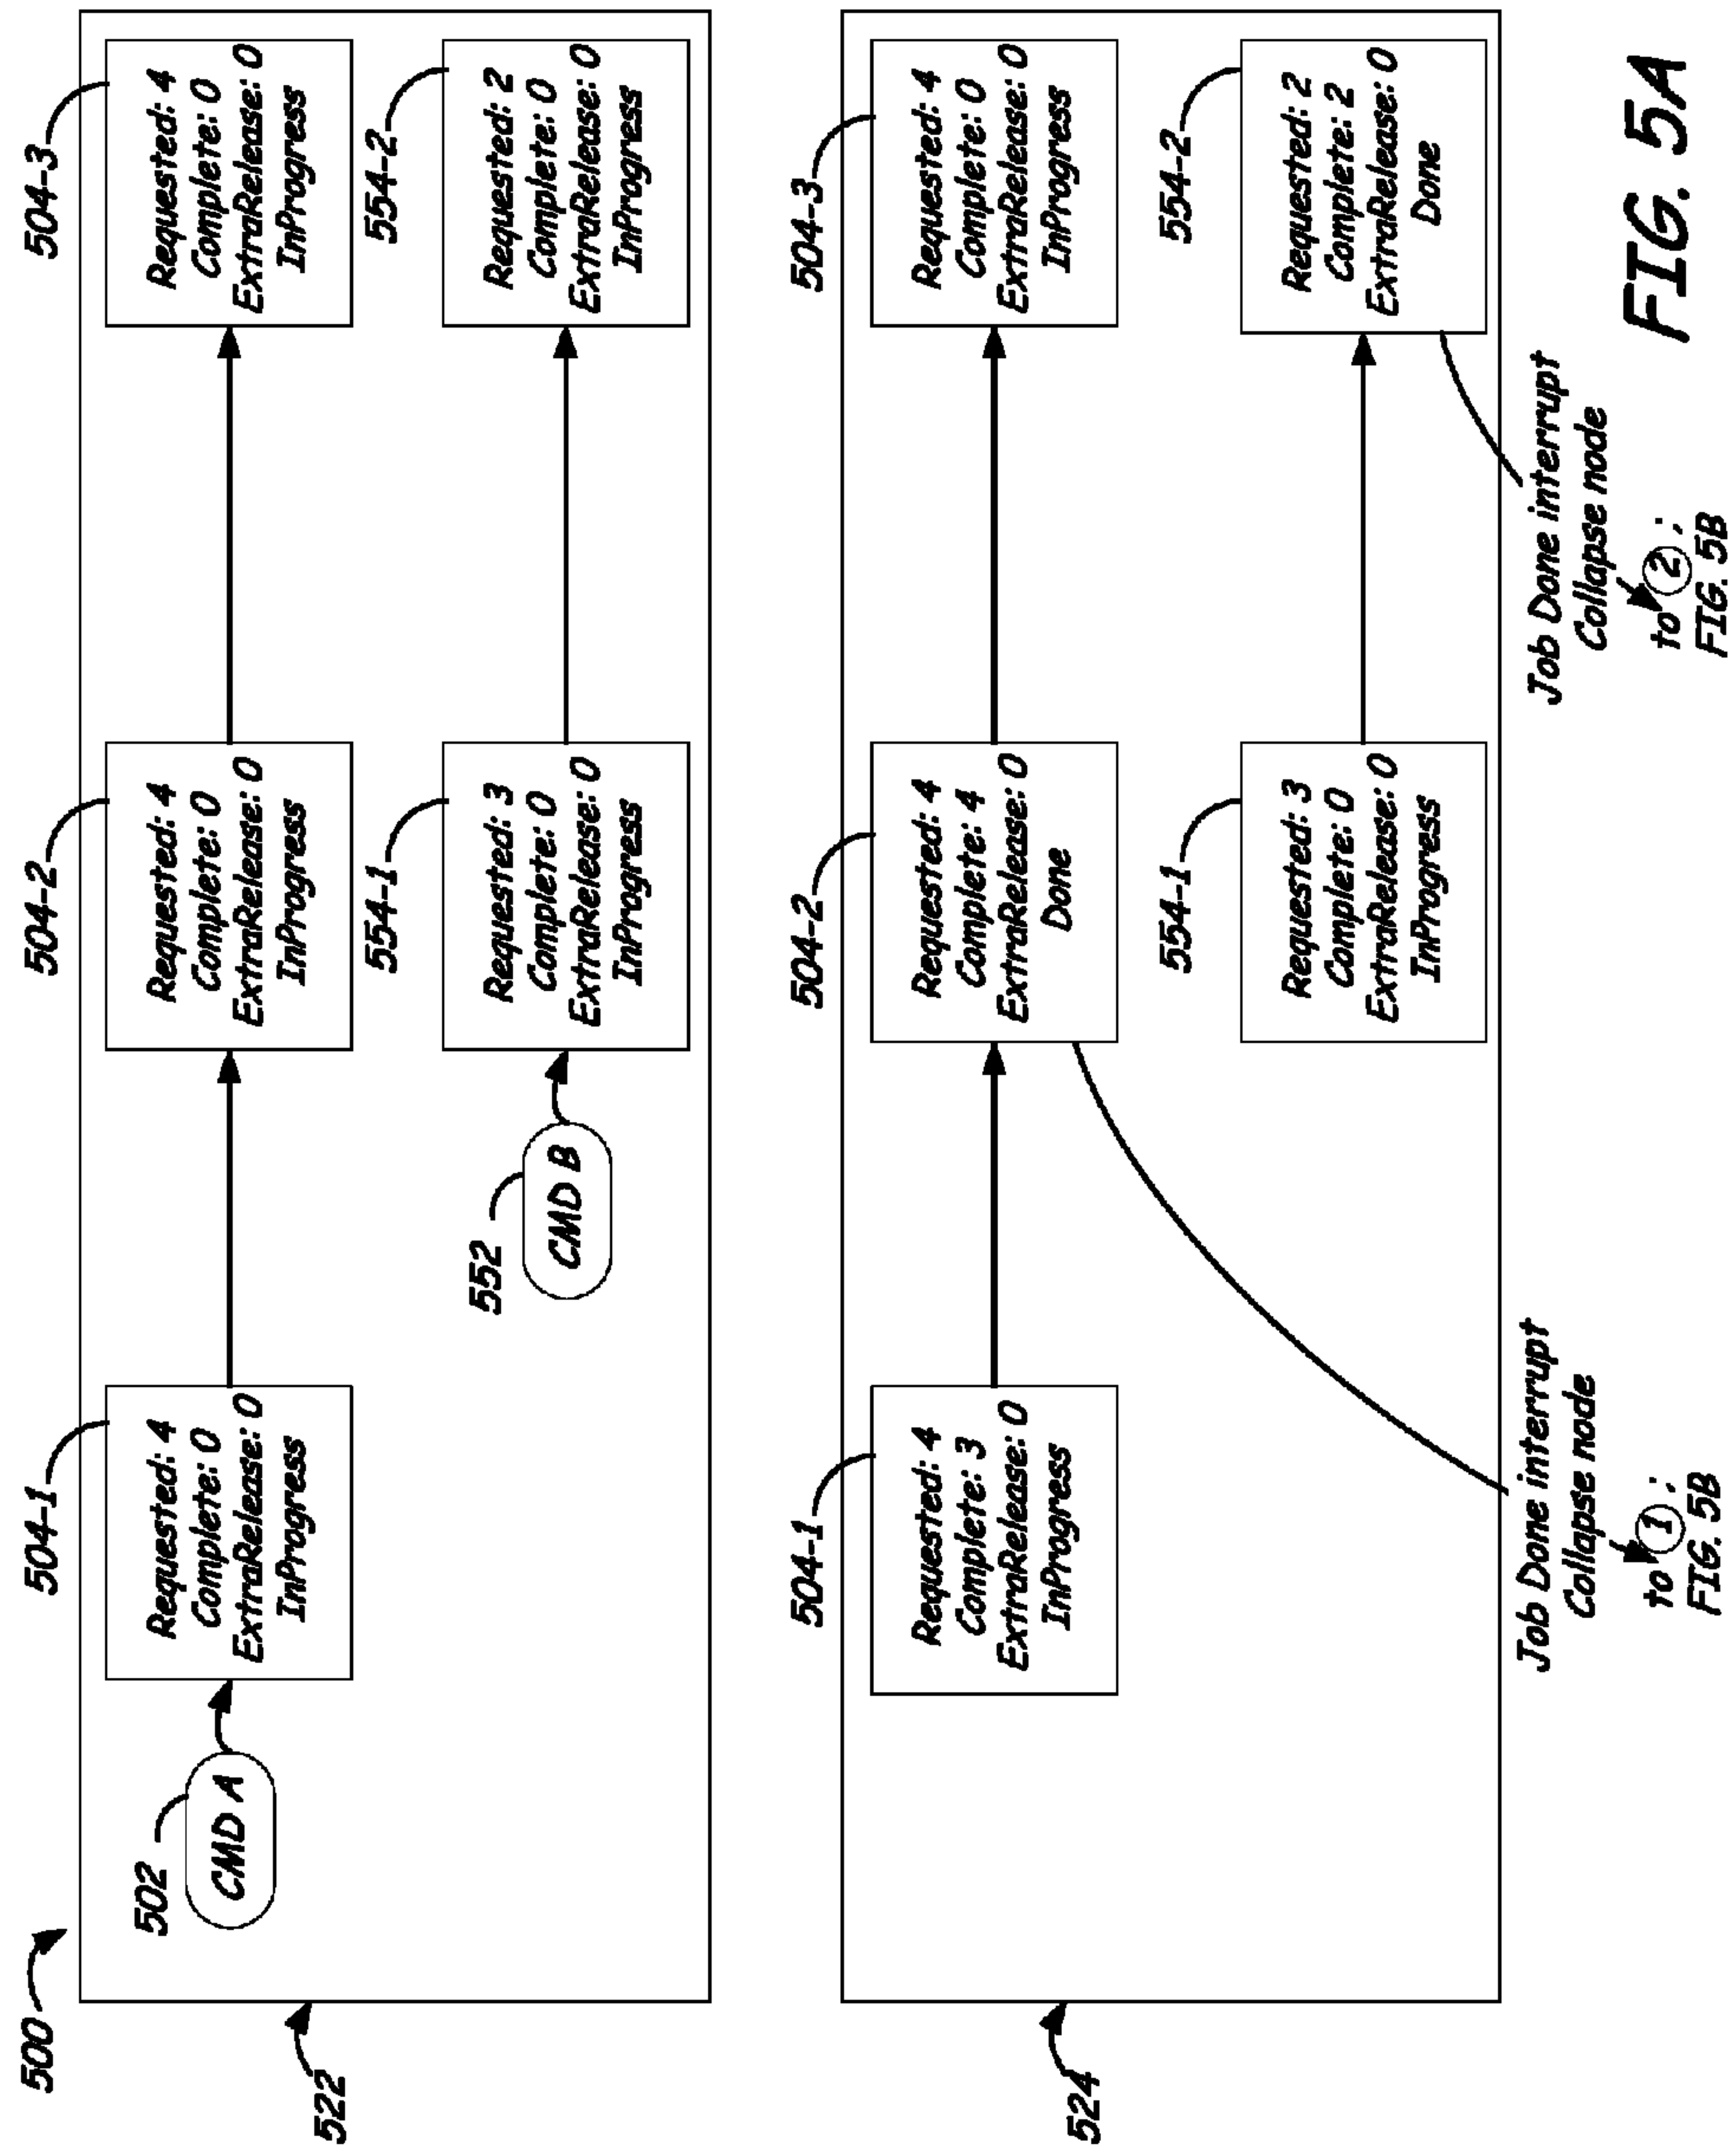 500
522
502
CMD A
504-1
Requested: 4
Complete: 0
ExtraRelease: 0
InProgress
504-2
Requested: 4
Complete: 0
ExtraRelease: 0
InProgress
504-3
Requested: 4
Complete: 0
ExtraRelease: 0
InProgress
552
CMD B
554-1
Requested: 3
Complete: 0
ExtraRelease: 0
InProgress
554-2
Requested: 2
Complete: 0
ExtraRelease: 0
InProgress
524
504-1
Requested: 4
Complete: 3
ExtraRelease: 0
InProgress
504-2
Requested: 4
Complete: 4
ExtraRelease: 0
Done
504-3
Requested: 4
Complete: 0
ExtraRelease: 0
InProgress
554-1
Requested: 3
Complete: 0
ExtraRelease: 0
InProgress
554-2
Requested: 2
Complete: 2
ExtraRelease: 0
Done
Job Done interrupt
Collapse node
to 1;
FIG. 5B
Job Done interrupt
Collapse node
to 2;
FIG. 5B
FIG. 5A